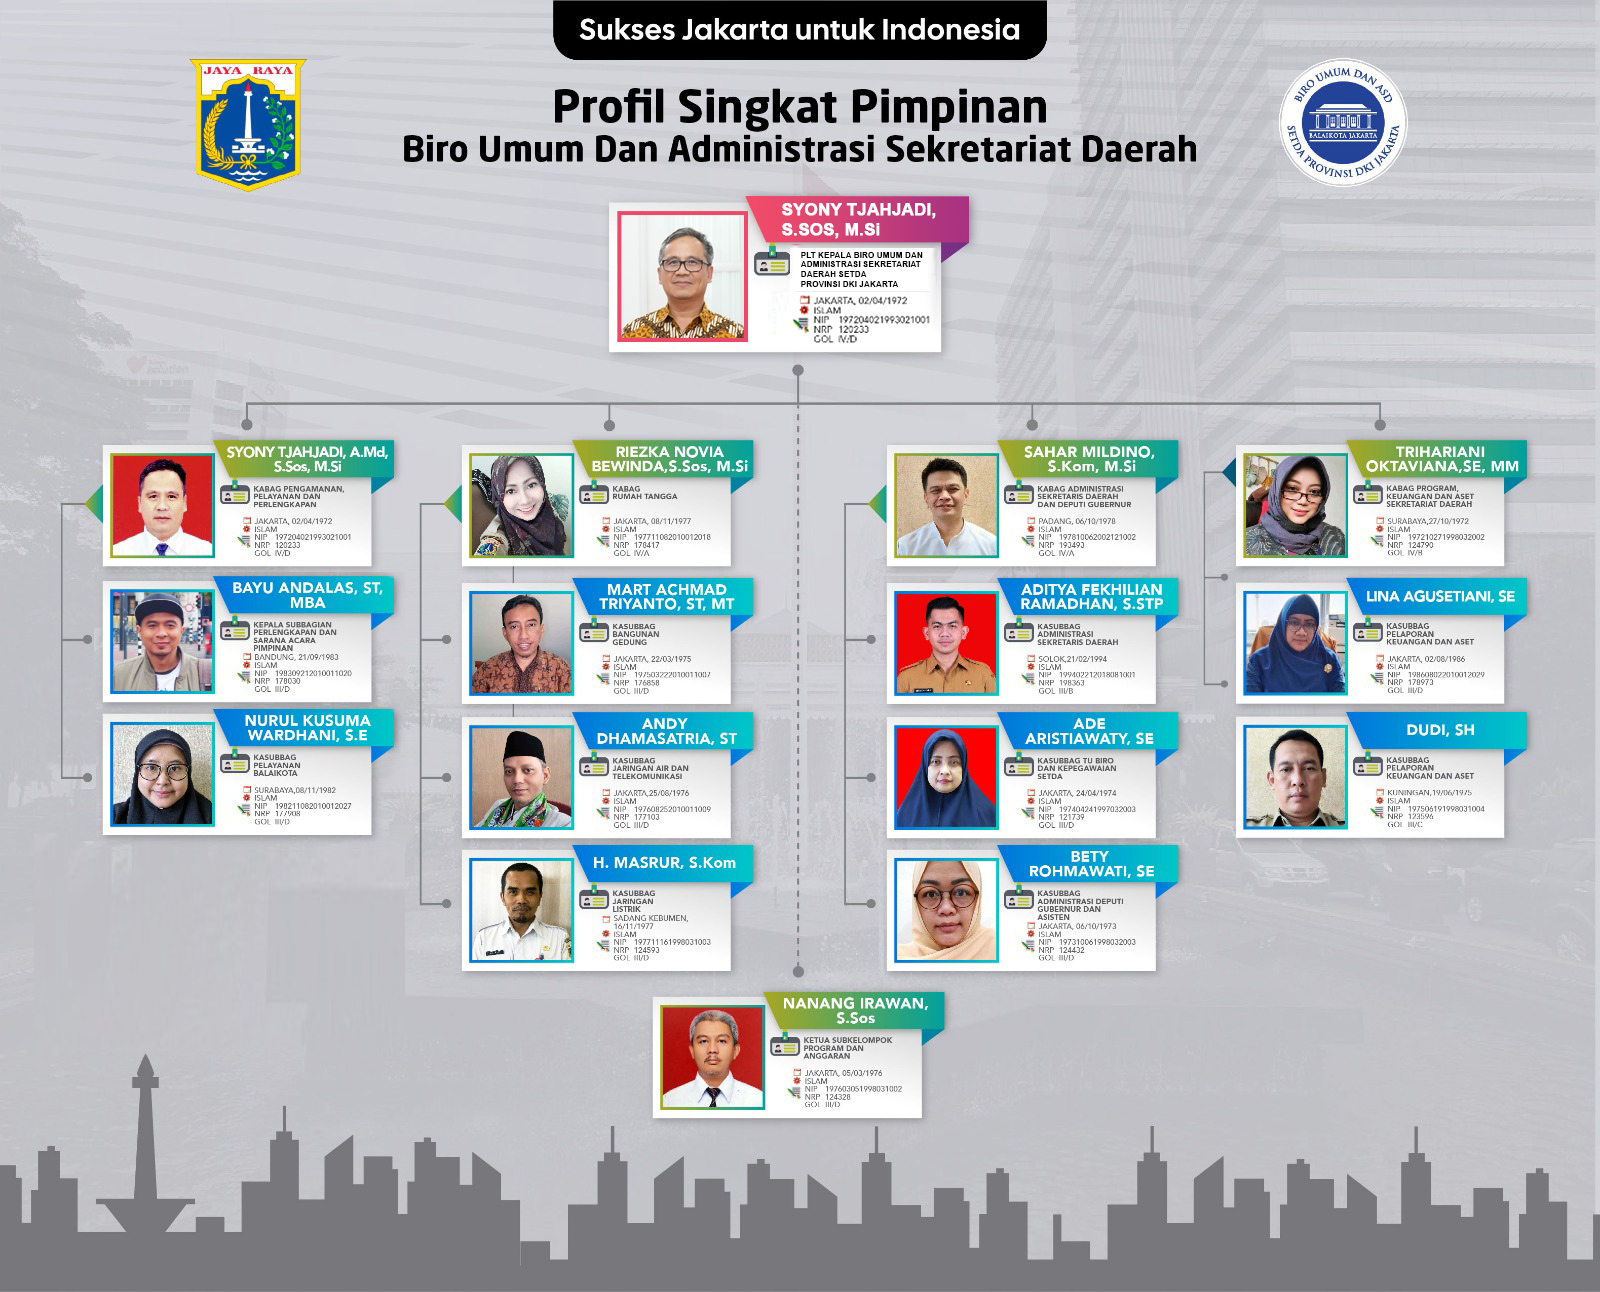 Sukses Jakarta untuk Indonesia
JAYA RAYA
Profil Singkat Pimpinan
Biro Umum Dan Administrasi Sekretariat Daerah
BIRO UMUM DAN ASD
BALAIKOTA JAKARTA
SETDA PROVINSI DKI JAKARTA
SYONY TJAHJADI,
S.SOS, M.Si
PLT KEPALA BIRO UMUM DAN
ADMINISTRASI SEKRETARIAT
DAERAH SETDA
PROVINSI DKI JAKARTA
JAKARTA, 02/04/1972
ISLAM
NIP 197204021993021001
NRP 120233
GOL IV/D
SYONY TJAHJADI, A.Md,
S.Sos, M.Si
KABAG PENGAMANAN,
PELAYANAN DAN
PERLENGKAPAN
JAKARTA, 02/04/1972
ISLAM
NIP 197204021993021001
NRP 120233
GOL IV/D
BAYU ANDALAS, ST,
MBA
KEPALA SUBBAGIAN
PERLENGKAPAN DAN
SARANA ACARA
PIMPINAN
BANDUNG, 21/09/1983
ISLAM
NIP 198309212010011020
NRP 178030
GOL III/D
NURUL KUSUMA
WARDHANI, S.E
KASUBBAG
PELAYANAN
BALAIKOTA
SURABAYA,08/11/1982
ISLAM
NIP 198211082010012027
NRP 177908
GOL III/D
RIEZKA NOVIA
BEWINDA,S.Sos, M.Si
KABAG
RUMAH TANGGA
JAKARTA, 08/11/1977
ISLAM
NIP 197711082010012018
NRP 178417
GOL IV/A
MART ACHMAD
TRIYANTO, ST, MT
KASUBBAG
BANGUNAN
GEDUNG
JAKARTA, 22/03/1975
ISLAM
NIP 197503222010011007
NRP 176858
GOL III/D
ANDY
DHAMASATRIA, ST
KASUBBAG
JARINGAN AIR DAN
TELEKOMUNIKASI
JAKARTA,25/08/1976
ISLAM
NIP 197608252010011009
NRP 177103
GOL III/D
H. MASRUR, S.Kom
KASUBBAG
JARINGAN
LISTRIK
SADANG KEBUMEN,
16/11/1977
ISLAM
NIP 197711161998031003
NRP 124593
GOL III/D
SAHAR MILDINO,
S.Kom, M.Si
KABAG ADMINISTRASI
SEKRETARIS DAERAH
DAN DEPUTI GUBERNUR
PADANG, 06/10/1978
ISLAM
NIP 197810062002121002
NRP 193493
GOL IV/A
ADITYA FEKHILIAN
RAMADHAN, S.STP
KASUBBAG
ADMINISTRASI
SEKRETARIS DAERAH
SOLOK,21/02/1994
ISLAM
NIP 199402212018081001
NRP 198363
GOL III/B
ADE
ARISTIAWATY, SE
KASUBBAG TU BIRO
DAN KEPEGAWAIAN
SETDA
JAKARTA, 24/04/1974
ISLAM
NIP 197404241997032003
NRP 121739
GOL III/D
BETY
ROHMAWATI, SE
KASUBBAG
ADMINISTRASI DEPUTI
GUBERNUR DAN
ASISTEN
JAKARTA, 06/10/1973
ISLAM
NIP 197310061998032003
NRP 124432
GOL III/D
TRIHARIANI
OKTAVIANA,SE, MM
KABAG PROGRAM,
KEUANGAN DAN ASET
SEKRETARIAT DAERAH
SURABAYA,27/10/1972
ISLAM
NIP 197210271998032002
NRP 124790
GOL IV/B
LINA AGUSETIANI, SE
KASUBBAG
PELAPORAN
KEUANGAN DAN ASET
JAKARTA, 02/08/1986
ISLAM
NIP 198608022010012029
NRP 178973
GOL III/D
DUDI, SH
KASUBBAG
PELAPORAN
KEUANGAN DAN ASET
KUNINGAN,19/06/1975
ISLAM
NIP 197506191998031004
NRP 123596
GOL III/C
NANANG IRAWAN,
S.Sos
KETUA SUBKELOMPOK
PROGRAM DAN
ANGGARAN
JAKARTA, 05/03/1976
ISLAM
NIP 197603051998031002
NRP 124328
GOL III/D